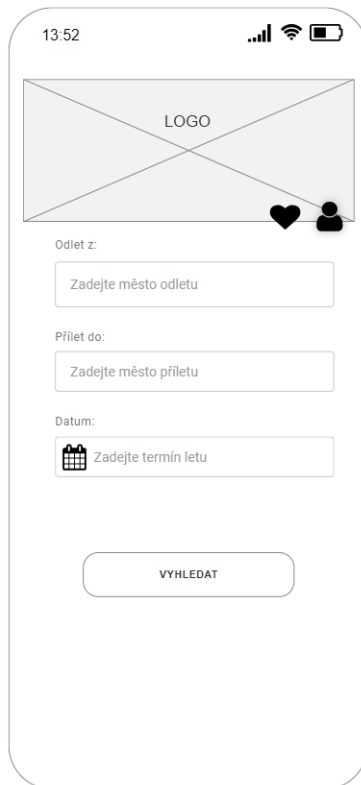 13:52
LOGO
Odlet z:
Zadejte město odletu
Přílet do:
Zadejte město příletu
Datum:
Zadejte termín letu
VYHLEDAT